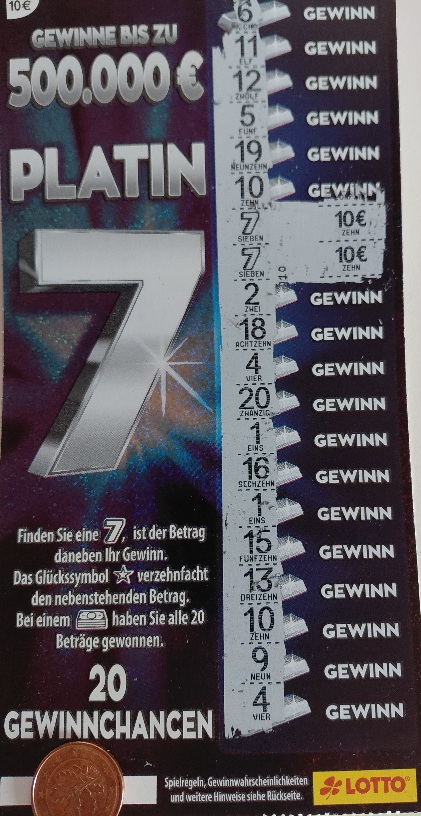 10€
GEWINNE BIS ZU
500.000€
PLATIN
7
Finden Sie eine 7, ist der Betrag
daneben Ihr Gewinn.
Das Glückssymbol verzehnfacht
den nebenstehenden Betrag.
Bei einem haben Sie alle 20
Beträge gewonnen.
20
GEWINNCHANCEN
6 GEWINN
11 GEWINN
ELF
12 GEWINN
ZWÖLF
5 GEWINN
FÜNF
19 GEWINN
NEUNZEHN
10 GEWINN
ZEHN
7 10€
SIEBEN ZEHN
7 10€
SIEBEN ZEHN
2 GEWINN
ZWEI
18 GEWINN
ACHTZEHN
4 GEWINN
VIER
20 GEWINN
ZWANZIG
1 GEWINN
EINS
16 GEWINN
SECHZEHN
1 GEWINN
EINS
15 GEWINN
FÜNFZEHN
13 GEWINN
DREIZEHN
10 GEWINN
ZEHN
9 GEWINN
NEUN
4 GEWINN
VIER
Spielregeln, Gewinnwahrscheinlichkeiten
und weitere Hinweise siehe Rückseite.
LOTTO